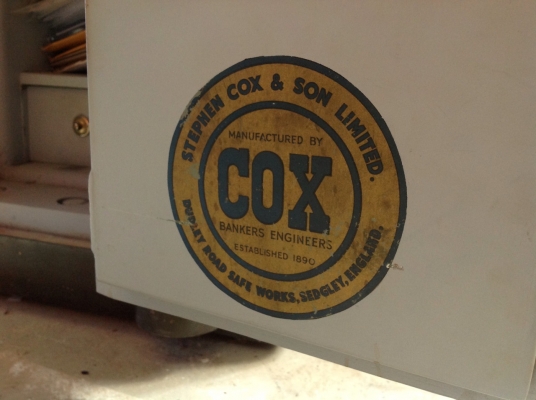 STEPHEN COX & SON LIMITED.
MANUFACTURED BY
COX
BANKERS ENGINEERS
ESTABLISHED 1890
DUDLEY ROAD SAFE WORKS, SEDGLEY, ENGLAND.